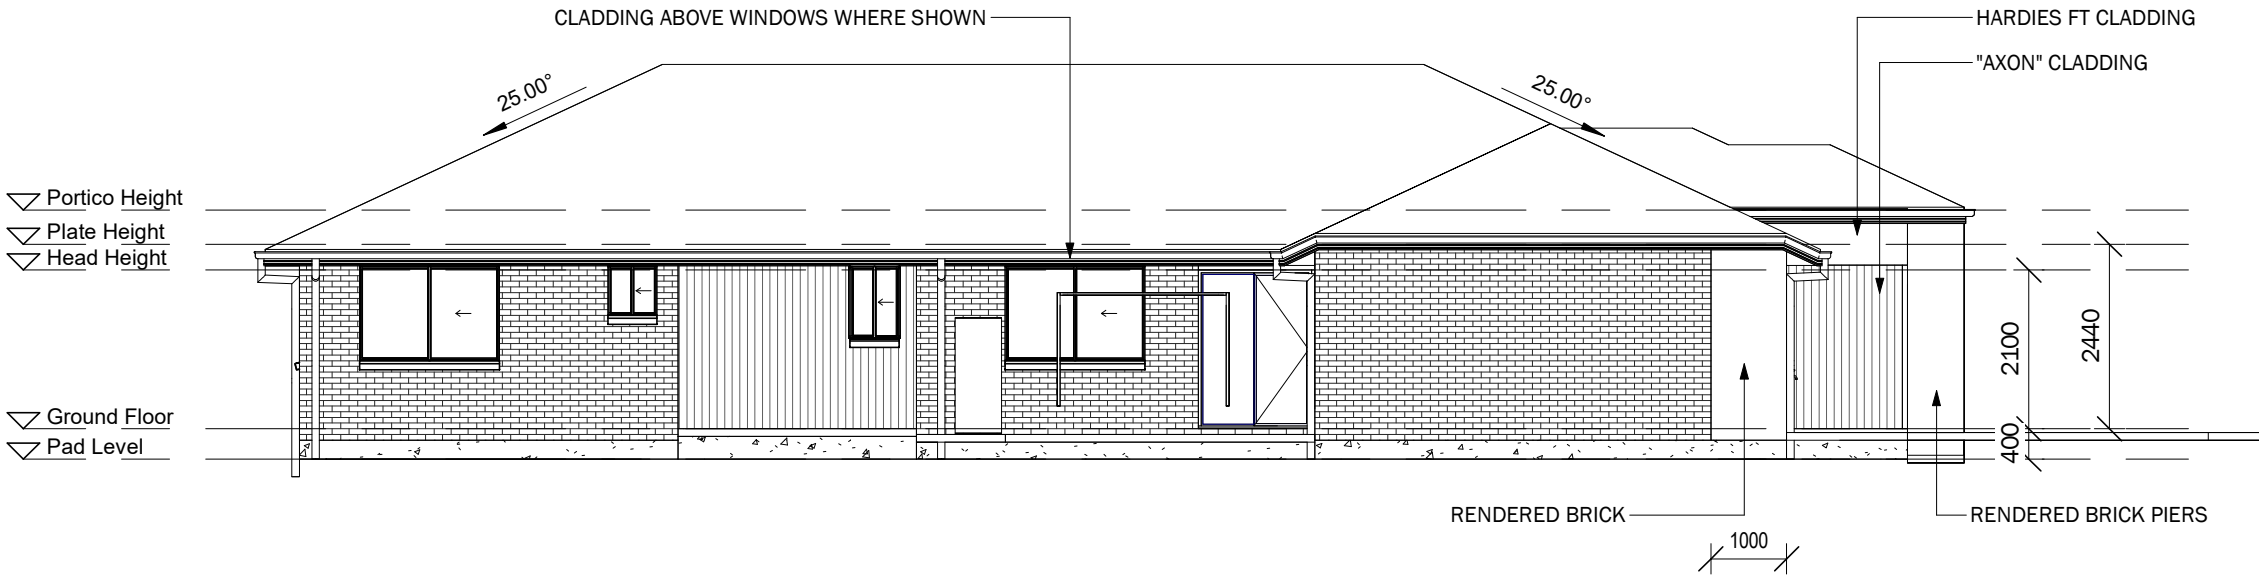 CLADDING ABOVE WINDOWS WHERE SHOWN
HARDIES FT CLADDING
"AXON" CLADDING
25.00°
25.00°
Portico Height
Plate Height
Head Height
2100
2440
Ground Floor
Pad Level
400
RENDERED BRICK
RENDERED BRICK PIERS
1000